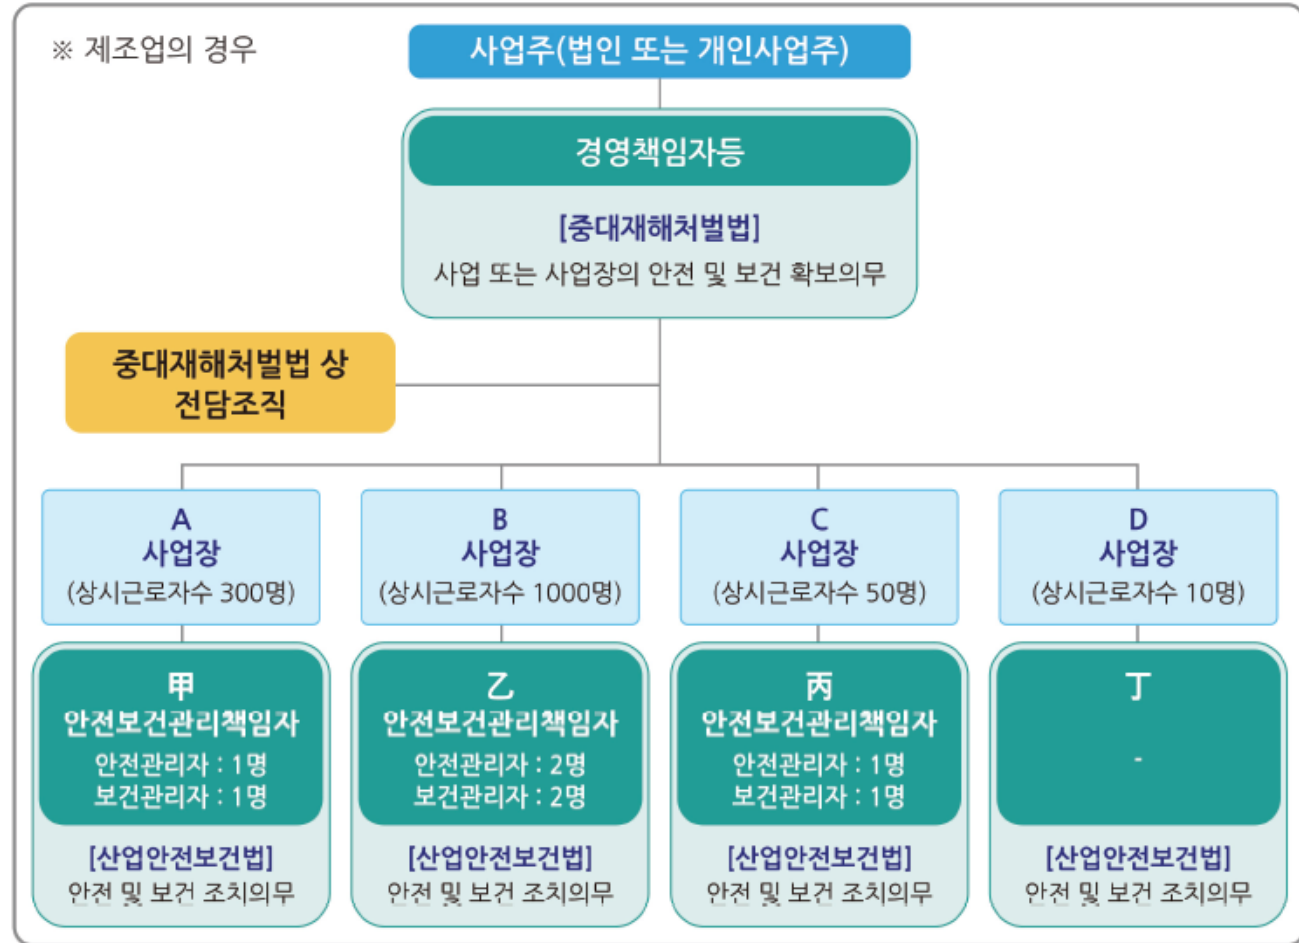 ※ 제조업의 경우
사업주(법인 또는 개인사업주)
경영책임자등
[중대재해처벌법]
사업 또는 사업장의 안전 및 보건 확보의무
중대재해처벌법 상
전담조직
A
사업장
(상시근로자수 300명)
B
사업장
(상시근로자수 1000명)
C
사업장
(상시근로자수 50명)
D
사업장
(상시근로자수 10명)
甲
안전보건관리책임자
안전관리자 : 1명
보건관리자 : 1명
[산업안전보건법]
안전 및 보건 조치의무
乙
안전보건관리책임자
안전관리자 : 2명
보건관리자 : 2명
[산업안전보건법]
안전 및 보건 조치의무
丙
안전보건관리책임자
안전관리자 : 1명
보건관리자 : 1명
[산업안전보건법]
안전 및 보건 조치의무
丁
-
[산업안전보건법]
안전 및 보건 조치의무